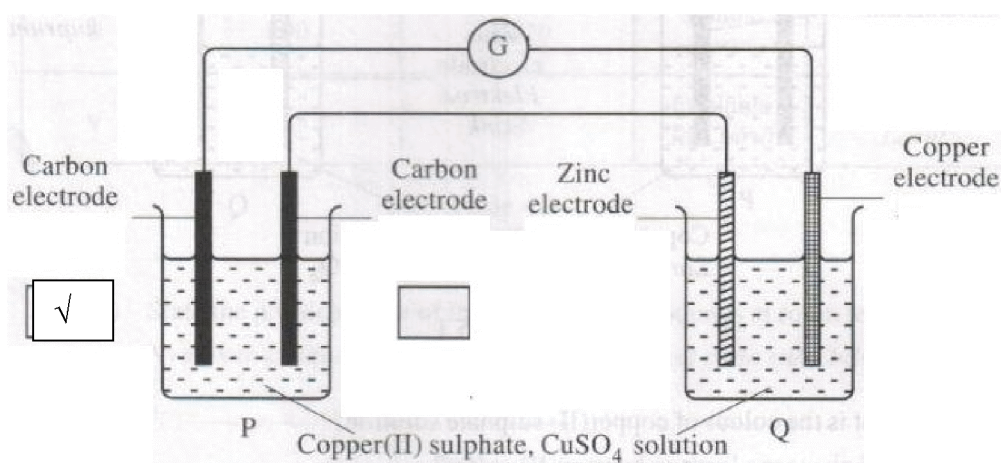 G
Carbon
electrode
Carbon
electrode
Zinc
electrode
Copper
electrode
√
P
Q
Copper(II) sulphate, CuSO₄ solution